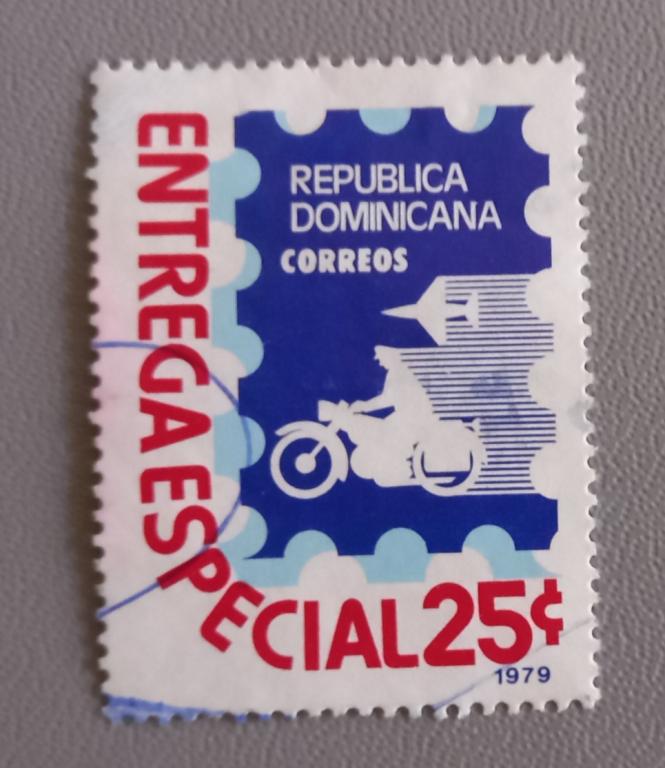 REPUBLICA
DOMINICANA
CORREOS
ENTREGA ESPECIAL 25¢
1979